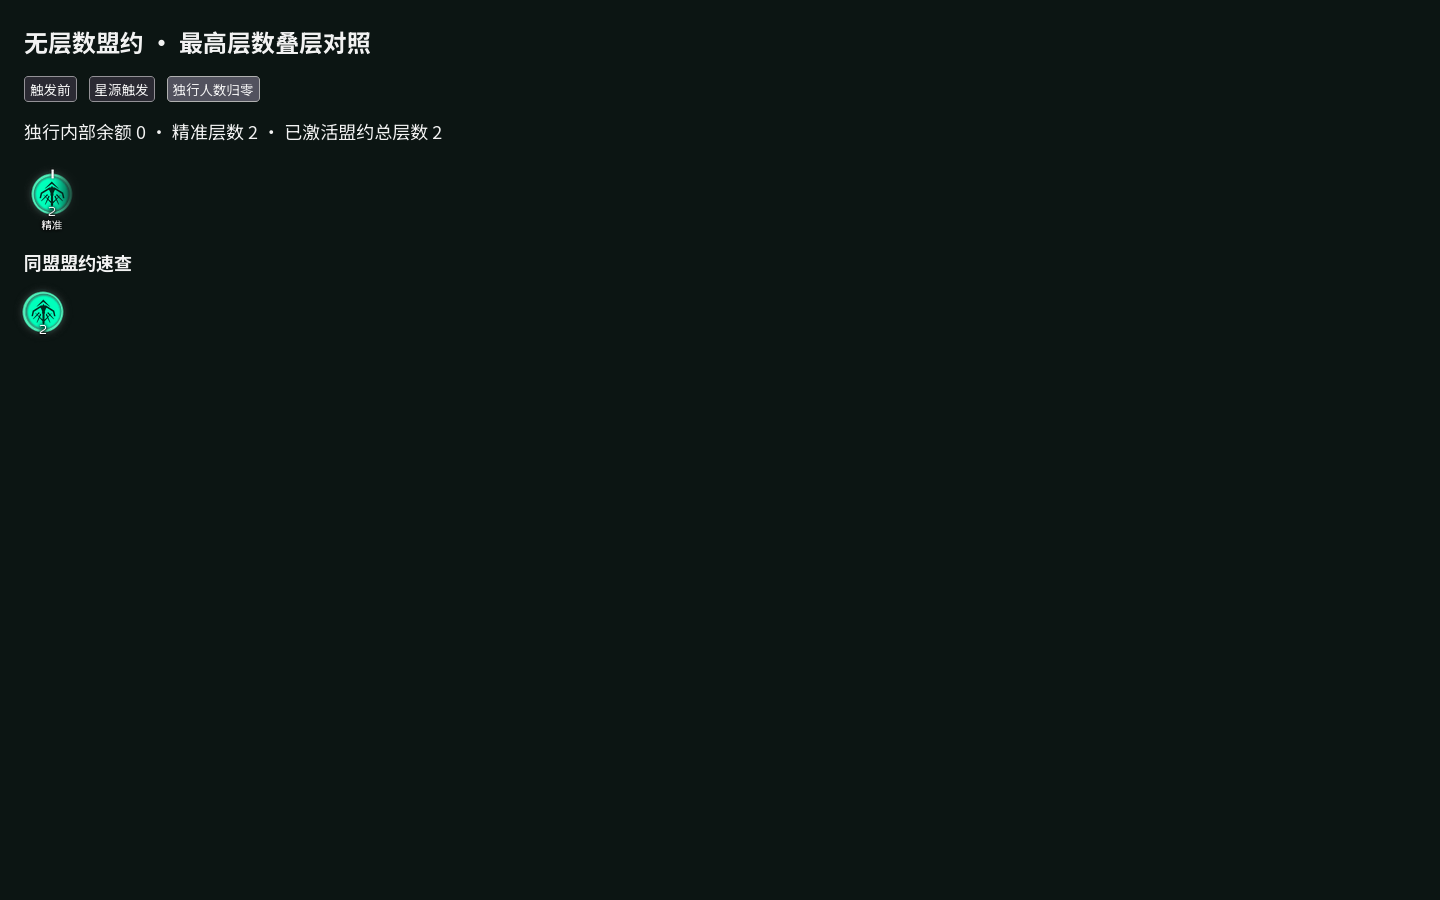 无层数盟约 · 最高层数叠层对照
触发前 星源触发 独行人数归零
独行内部余额 0 · 精准层数 2 · 已激活盟约总层数 2
2
精准
同盟盟约速查
2